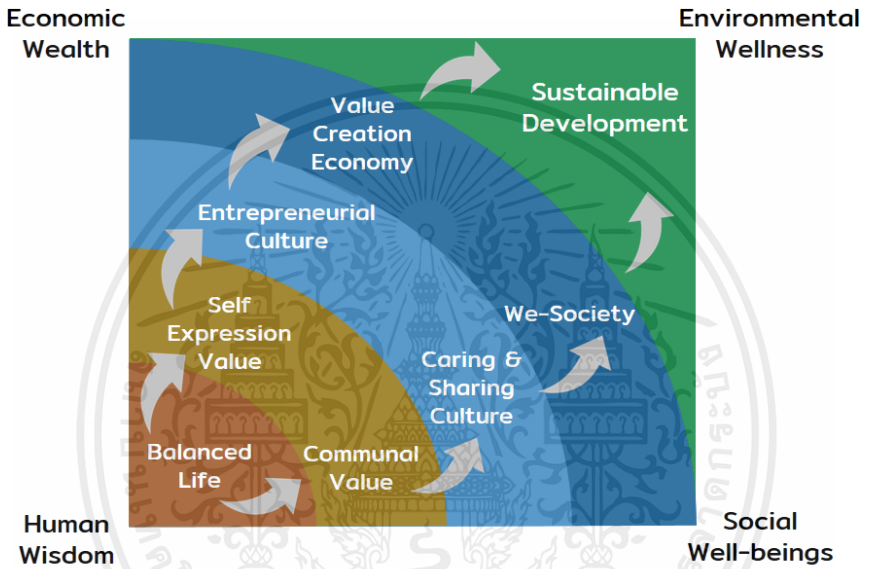 Economic
Wealth
Environmental
Wellness
Value
Creation
Economy
Sustainable
Development
Entrepreneurial
Culture
Self
Expression
Value
We-Society
Caring &
Sharing
Culture
Balanced
Life
Communal
Value
Human
Wisdom
Social
Well-beings